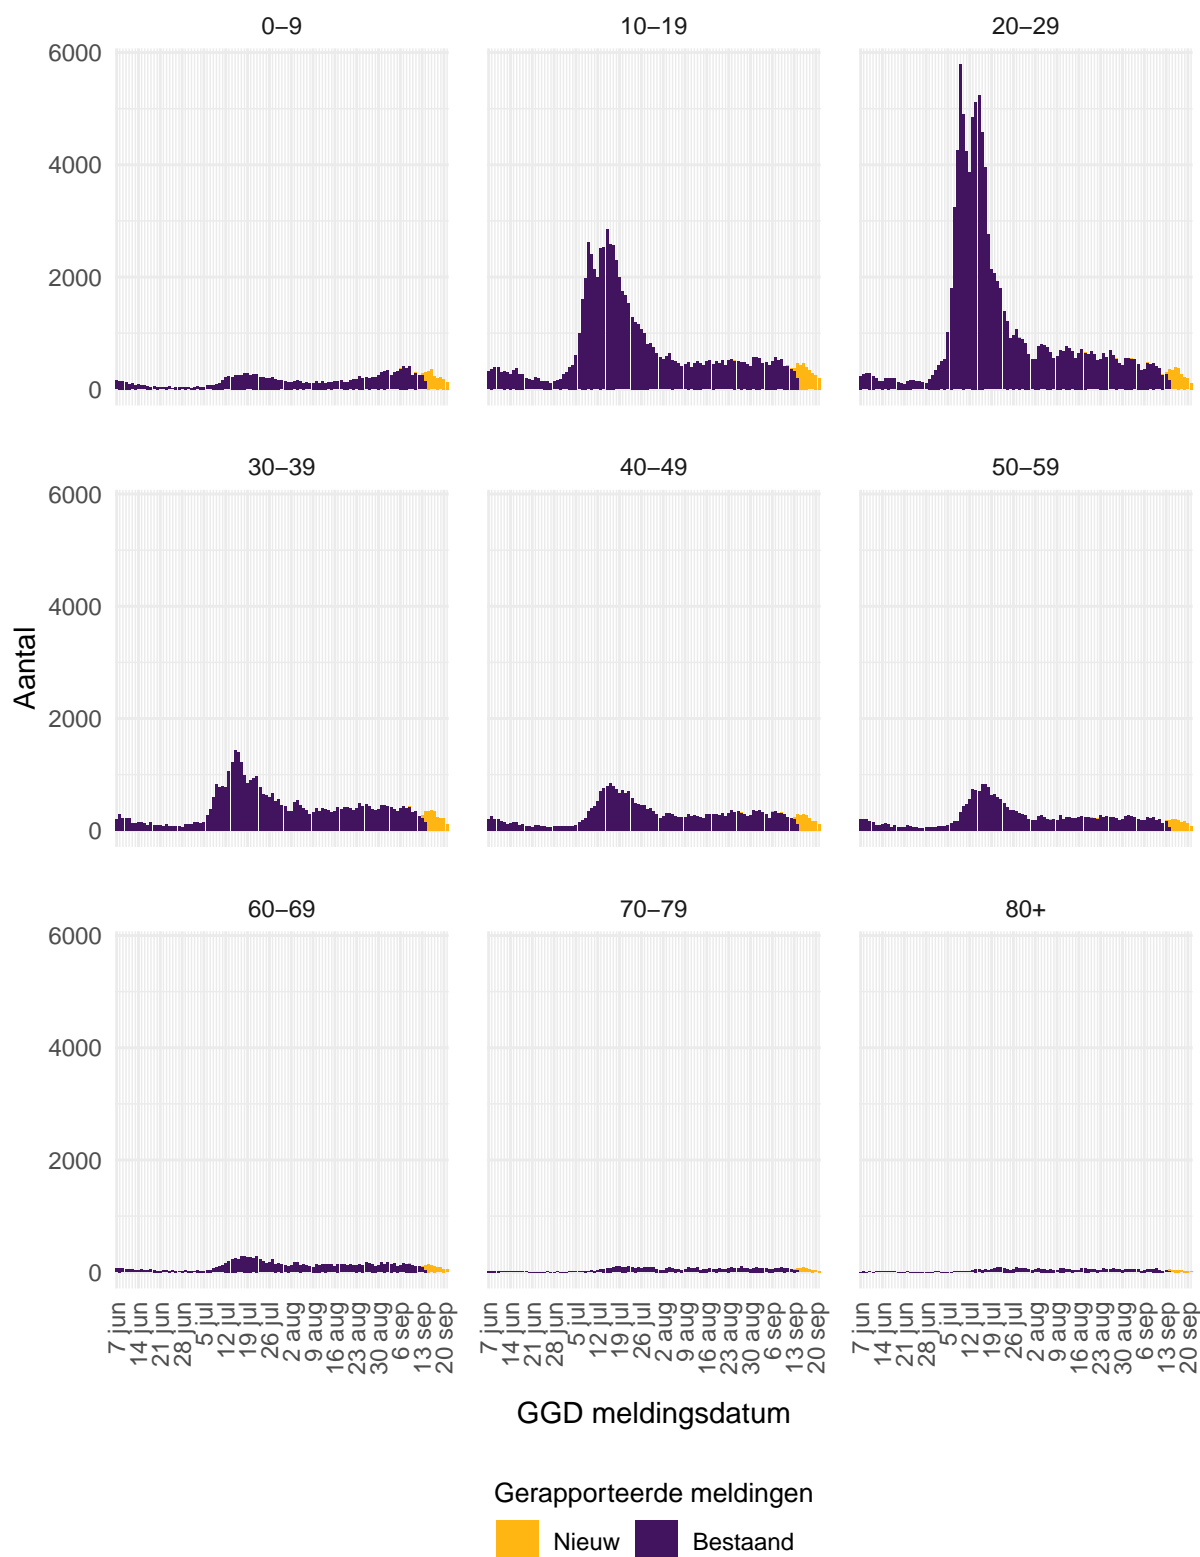 0–9 10–19 20–29
6000
4000
2000
0
30–39 40–49 50–59
6000
4000
2000
0
60–69 70–79 80+
6000
4000
2000
0
Aantal
7 jun 14 jun 21 jun 28 jun 5 jul 12 jul 19 jul 26 jul 2 aug 9 aug 16 aug 23 aug 30 aug 6 sep 13 sep 20 sep
7 jun 14 jun 21 jun 28 jun 5 jul 12 jul 19 jul 26 jul 2 aug 9 aug 16 aug 23 aug 30 aug 6 sep 13 sep 20 sep
7 jun 14 jun 21 jun 28 jun 5 jul 12 jul 19 jul 26 jul 2 aug 9 aug 16 aug 23 aug 30 aug 6 sep 13 sep 20 sep
GGD meldingsdatum
Gerapporteerde meldingen
Nieuw Bestaand